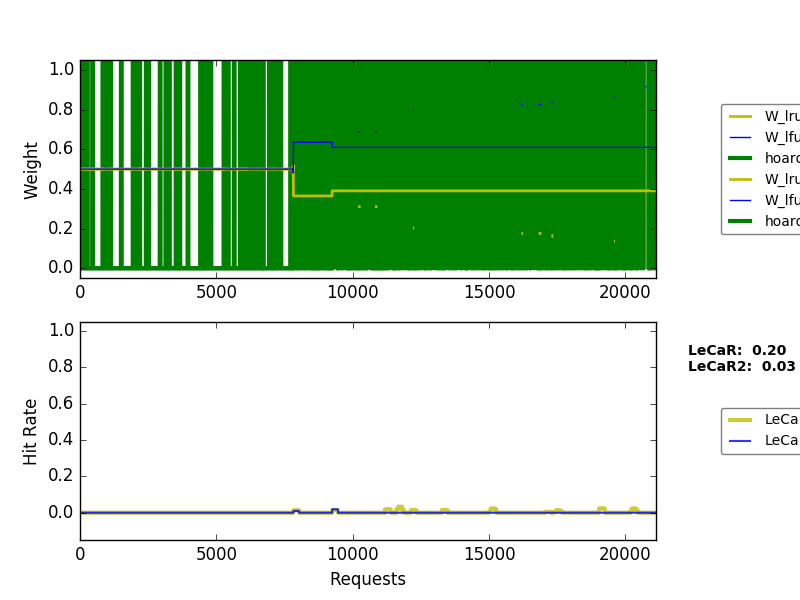 1.0
0.8
0.6
0.4
0.2
0.0
Weight
0
5000
10000
15000
20000
W_lru
W_lfu
hoard
W_lru
W_lfu
hoard
1.0
0.8
0.6
0.4
0.2
0.0
Hit Rate
0
5000
10000
15000
20000
Requests
LeCaR: 0.20
LeCaR2: 0.03
LeCa
LeCa